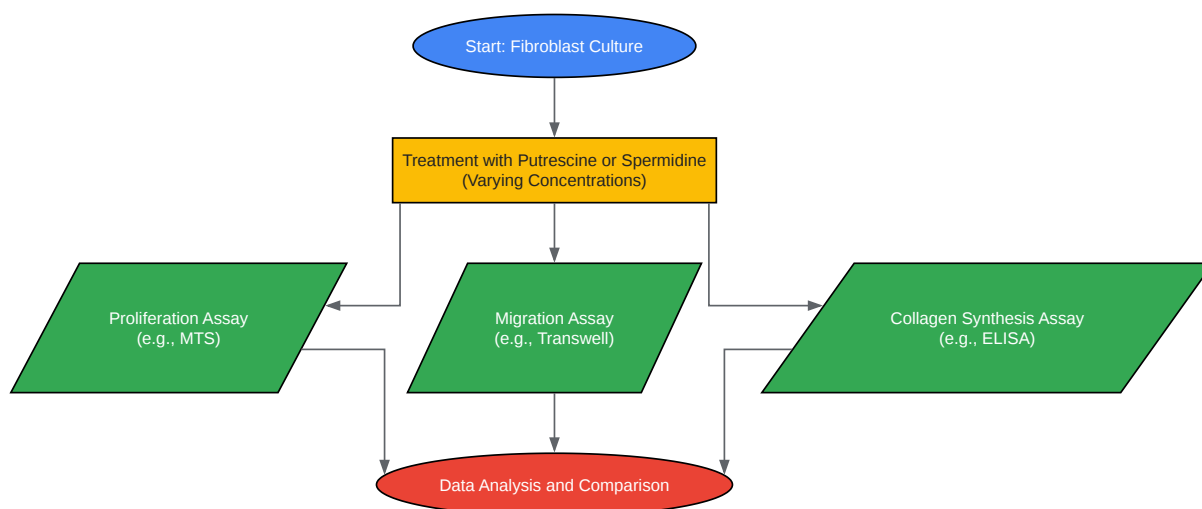 Start: Fibroblast Culture
Treatment with Putrescine or Spermidine
(Varying Concentrations)
Proliferation Assay
(e.g., MTS)
Migration Assay
(e.g., Transwell)
Collagen Synthesis Assay
(e.g., ELISA)
Data Analysis and Comparison